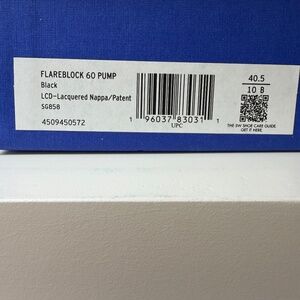 FLAREBLOCK 60 PUMP
Black
LCD-Lacquered Nappa/Patent
SG858
4509450572
1 96037 83031 1
UPC
40.5
10 B
THE SW SHOE CARE GUIDE.
GET IT HERE.